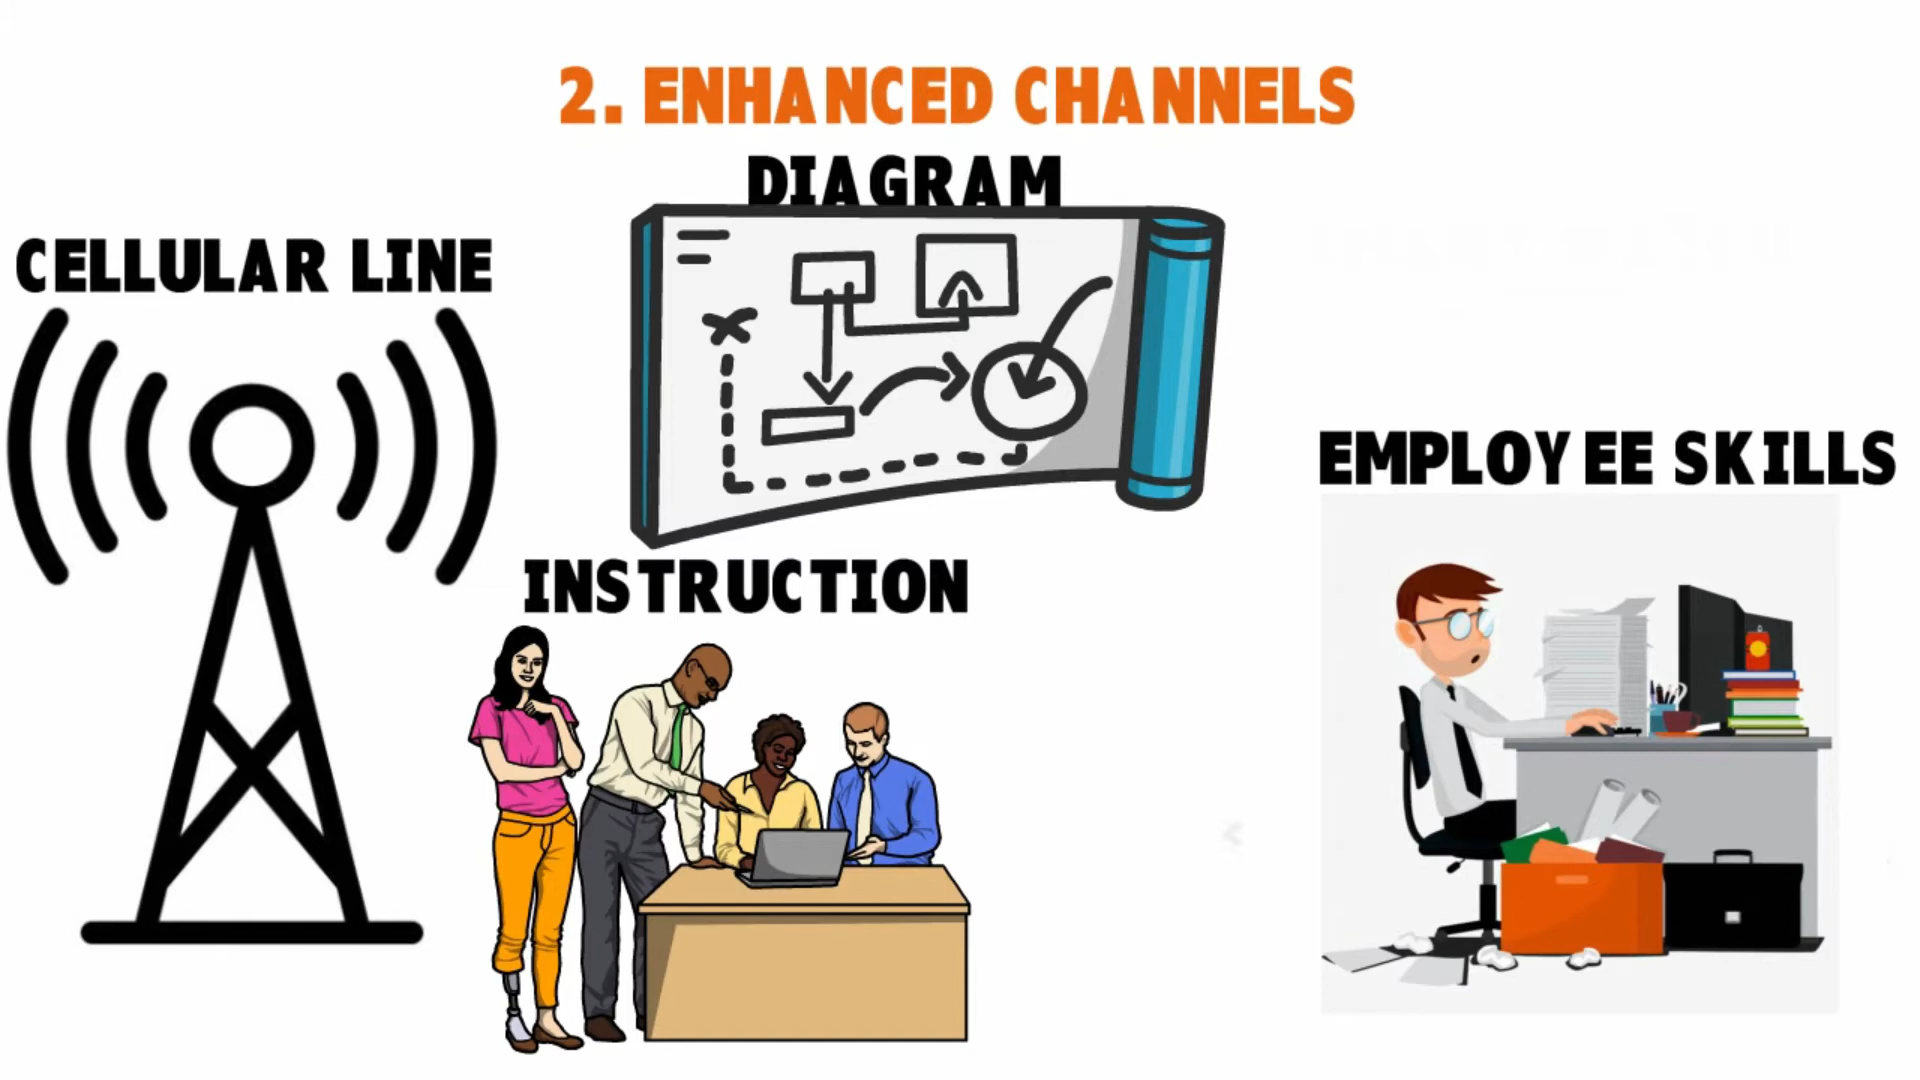 2. ENHANCED CHANNELS
DIAGRAM
CELLULAR LINE
EMPLOYEE SKILLS
INSTRUCTION